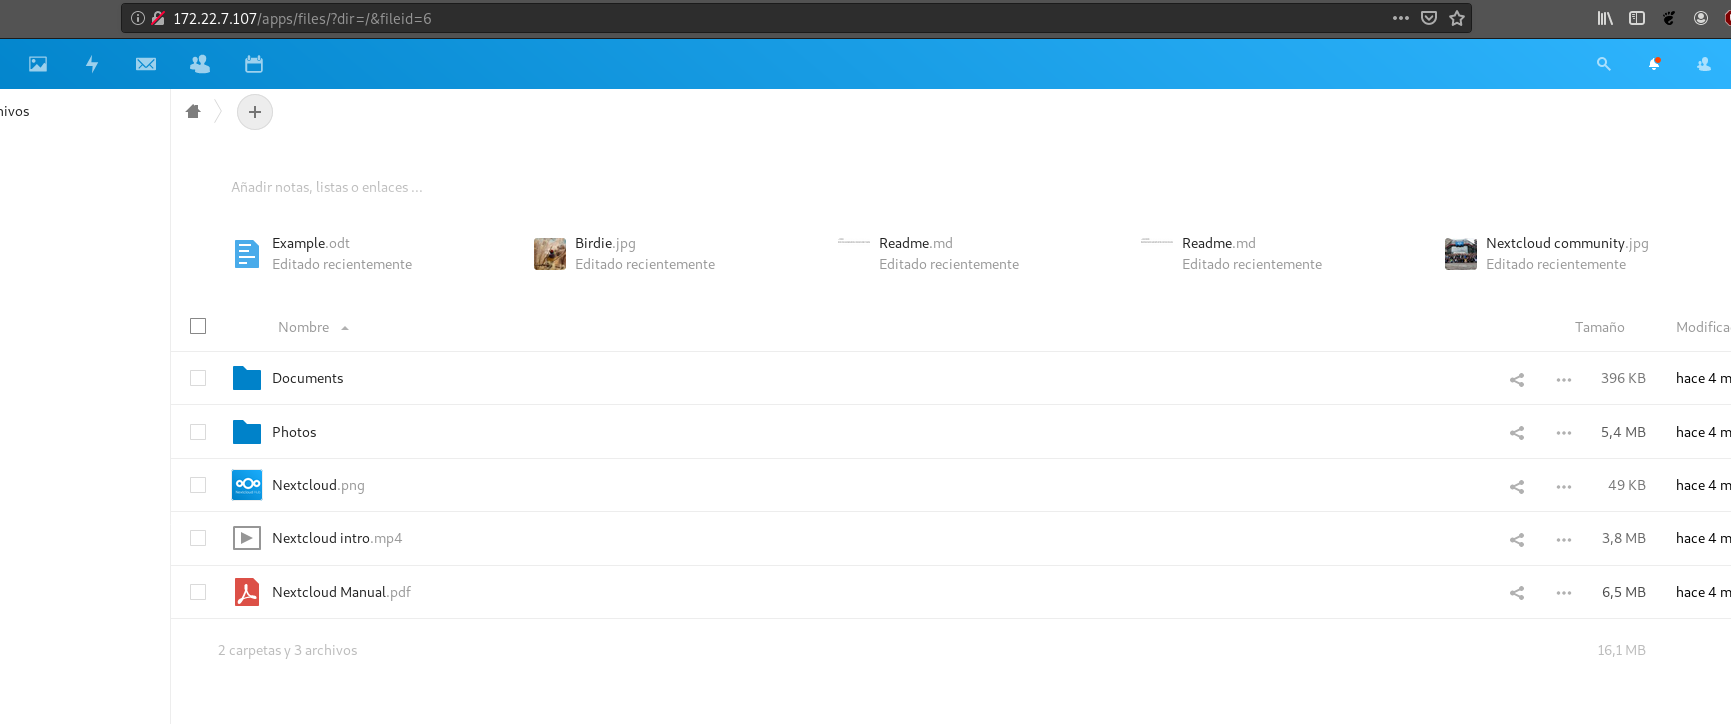 172.22.7.107/apps/files/?dir=/&fileid=6
hivos
Añadir notas, listas o enlaces ...
Example.odt
Editado recientemente
Birdie.jpg
Editado recientemente
Readme.md
Editado recientemente
Readme.md
Editado recientemente
Nextcloud community.jpg
Editado recientemente
Nombre Tamaño Modifica
Documents 396 KB hace 4 m
Photos 5,4 MB hace 4 m
Nextcloud.png 49 KB hace 4 m
Nextcloud intro.mp4 3,8 MB hace 4 m
Nextcloud Manual.pdf 6,5 MB hace 4 m
2 carpetas y 3 archivos 16,1 MB